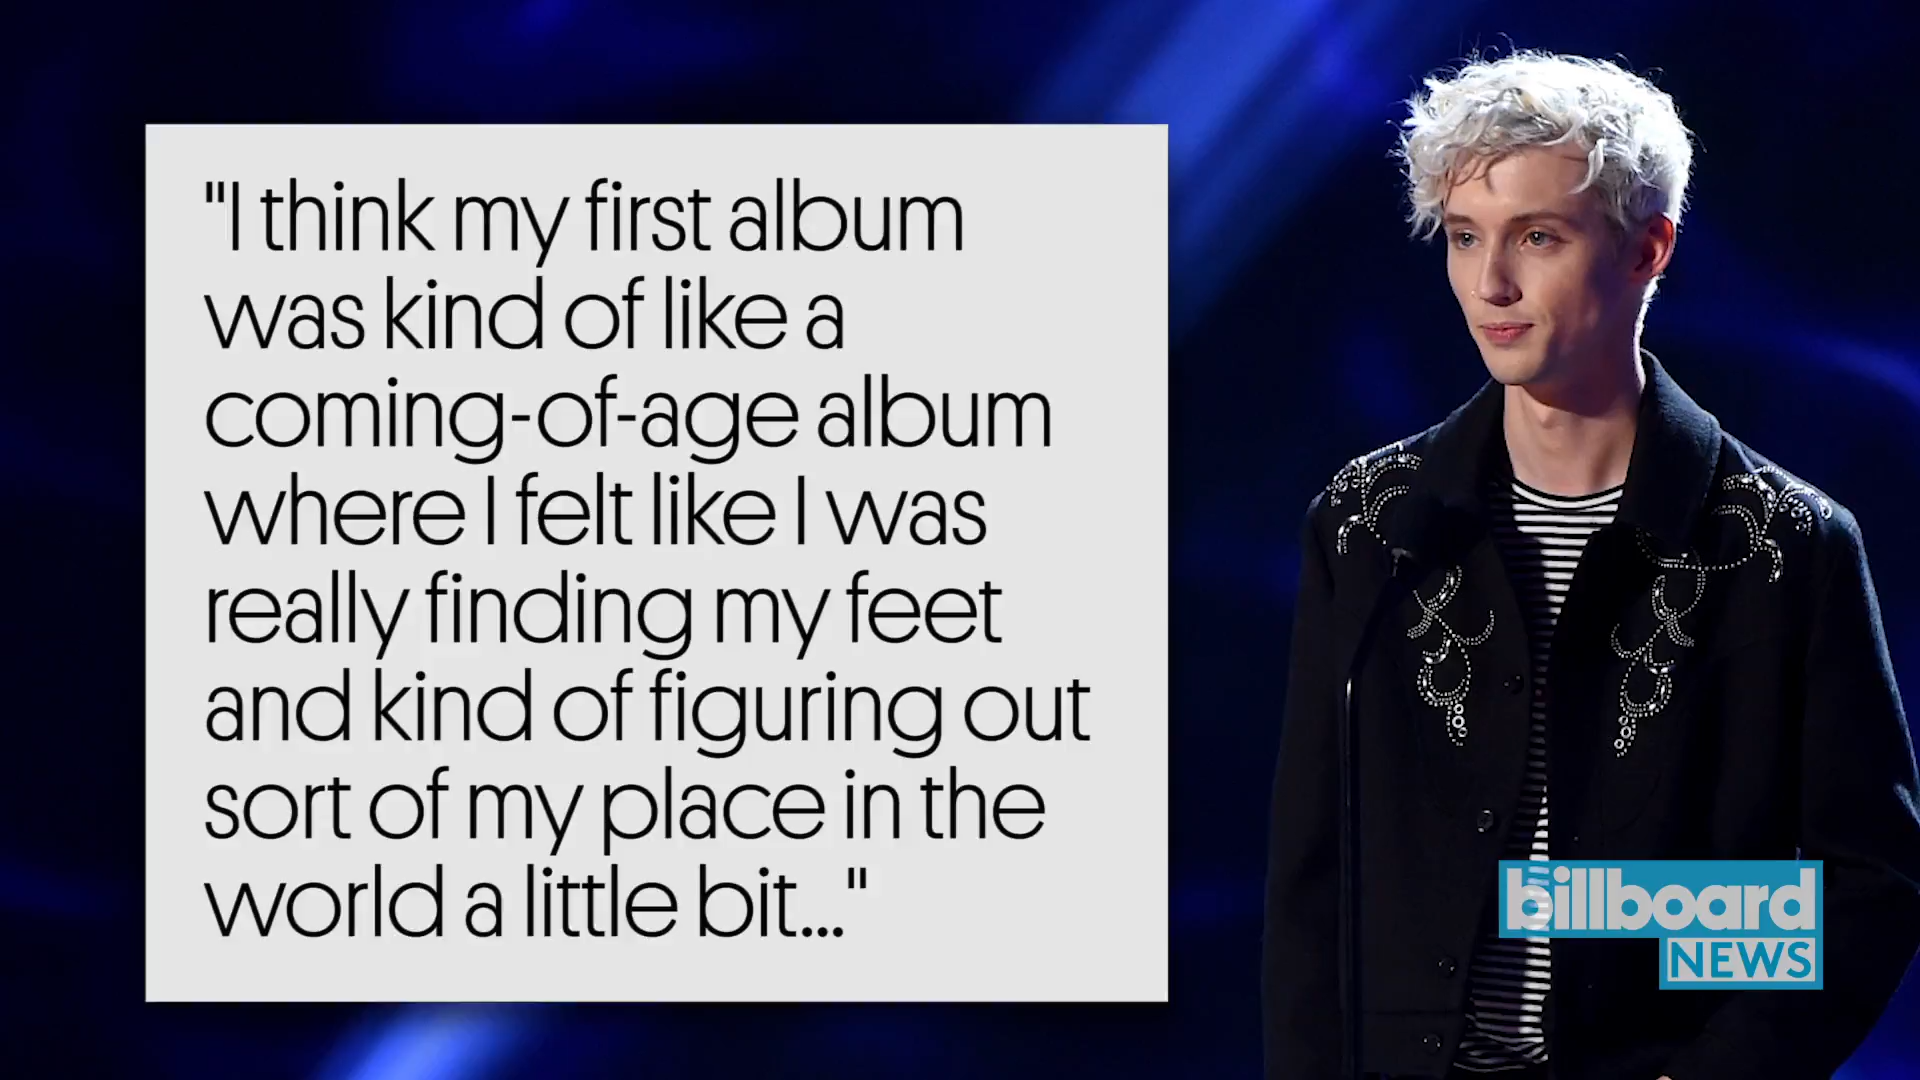 "I think my first album
was kind of like a
coming-of-age album
where I felt like I was
really finding my feet
and kind of figuring out
sort of my place in the
world a little bit..."
billboard
NEWS